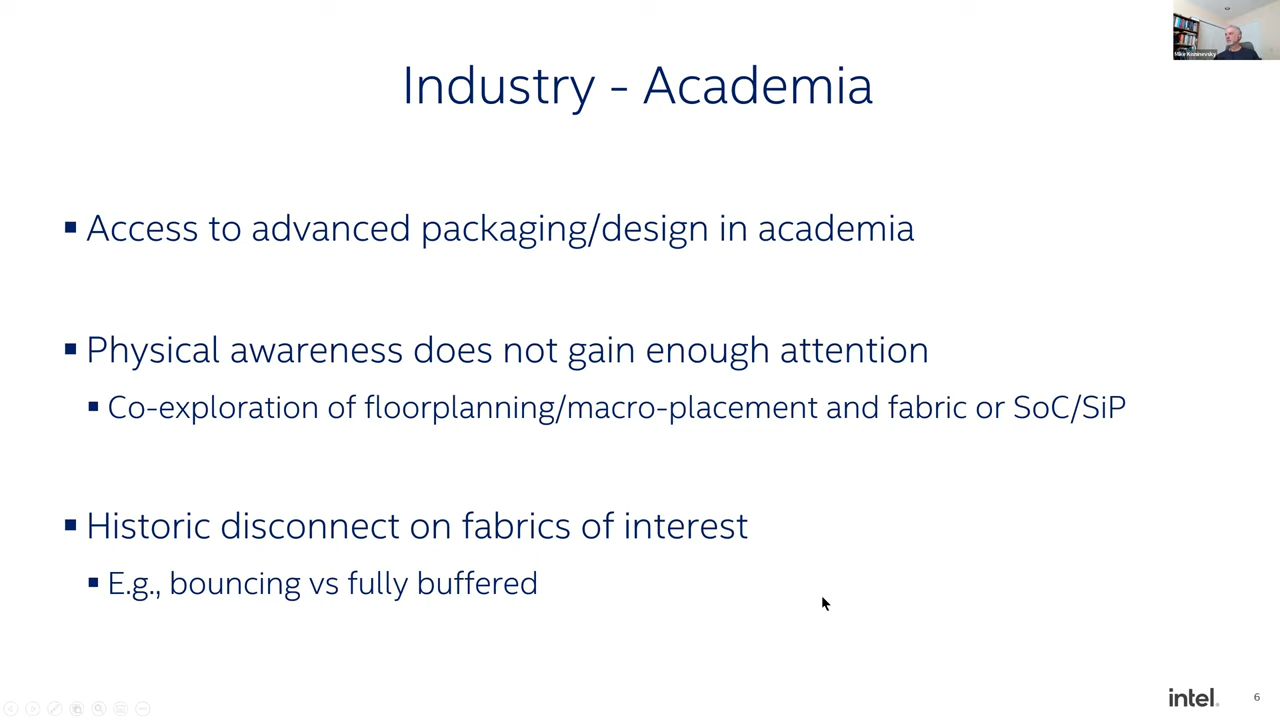 Mike Kishinevsky
Industry - Academia
▪ Access to advanced packaging/design in academia
▪ Physical awareness does not gain enough attention
▪ Co-exploration of floorplanning/macro-placement and fabric or SoC/SiP
▪ Historic disconnect on fabrics of interest
▪ E.g., bouncing vs fully buffered
intel.
6